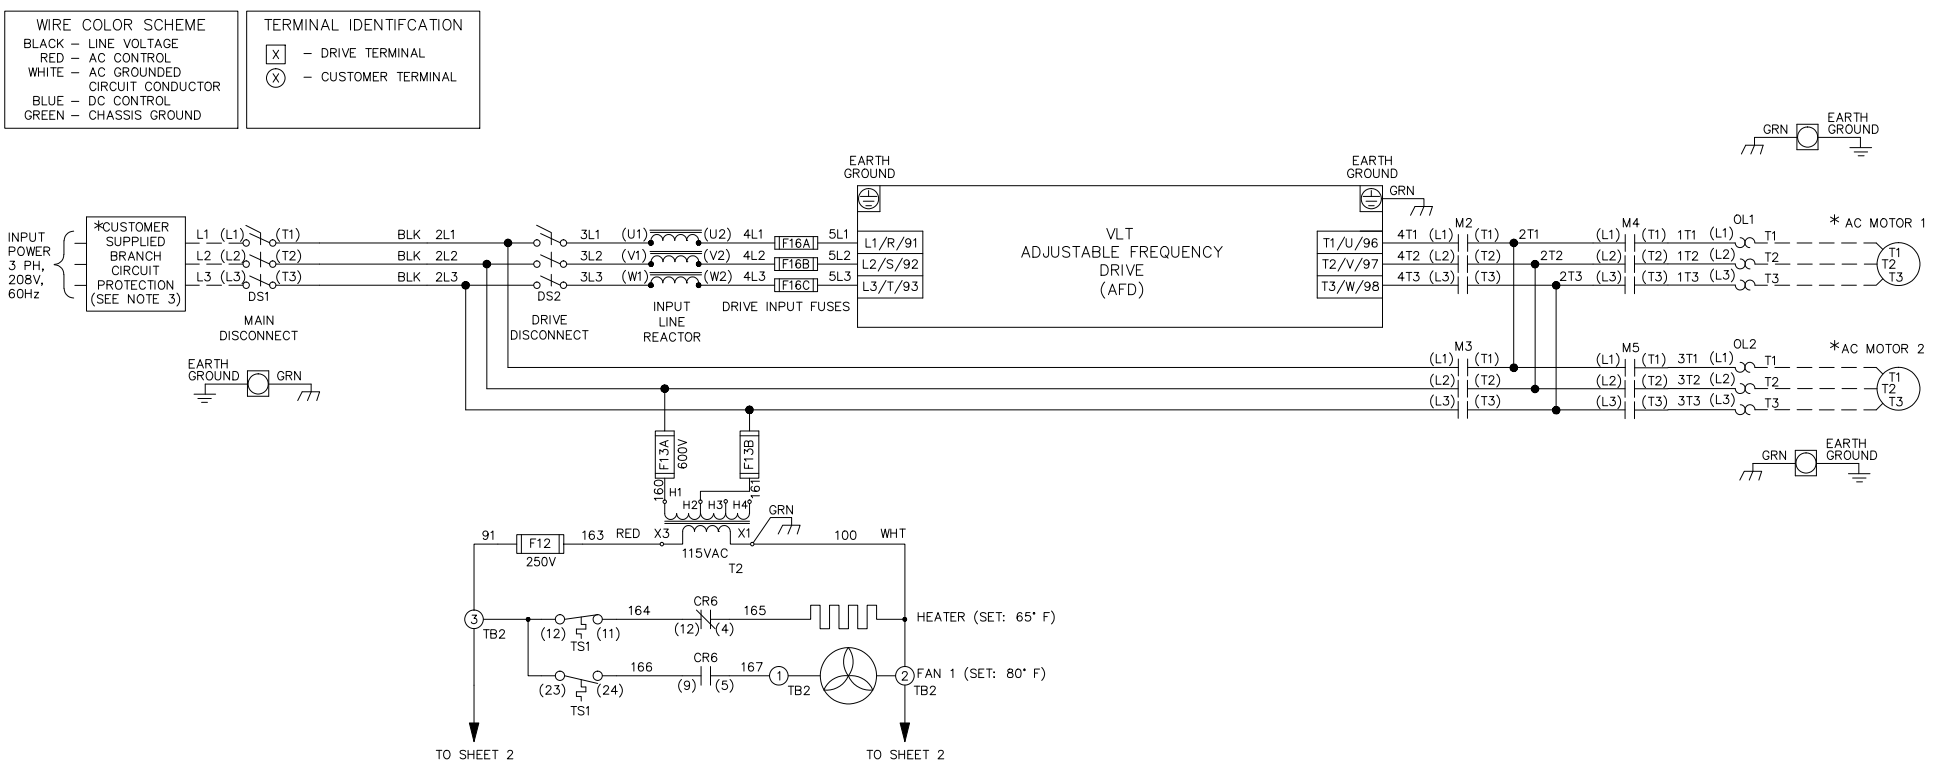 WIRE COLOR SCHEME
BLACK – LINE VOLTAGE
RED – AC CONTROL
WHITE – AC GROUNDED
CIRCUIT CONDUCTOR
BLUE – DC CONTROL
GREEN – CHASSIS GROUND
TERMINAL IDENTIFCATION
X – DRIVE TERMINAL
X – CUSTOMER TERMINAL
GRN EARTH
GROUND
EARTH
GROUND
EARTH
GROUND
GRN
INPUT
POWER
3 PH,
208V,
60Hz
*CUSTOMER
SUPPLIED
BRANCH
CIRCUIT
PROTECTION
(SEE NOTE 3)
L1 (L1) (T1) BLK 2L1 3L1 (U1) (U2) 4L1 F16A 5L1 L1/R/91
L2 (L2) (T2) BLK 2L2 3L2 (V1) (V2) 4L2 F16B 5L2 L2/S/92
L3 (L3) (T3) BLK 2L3 3L3 (W1) (W2) 4L3 F16C 5L3 L3/T/93
DS1
MAIN
DISCONNECT
DS2
DRIVE
DISCONNECT
INPUT
LINE
REACTOR
DRIVE INPUT FUSES
VLT
ADJUSTABLE FREQUENCY
DRIVE
(AFD)
M2 M4 OL1 * AC MOTOR 1
T1/U/96 4T1 (L1) (T1) 2T1 (L1) (T1) 1T1 (L1) T1 T1
T2/V/97 4T2 (L2) (T2) 2T2 (L2) (T2) 1T2 (L2) T2 T2
T3/W/98 4T3 (L3) (T3) 2T3 (L3) (T3) 1T3 (L3) T3 T3
EARTH
GROUND GRN
M3 M5 OL2 *AC MOTOR 2
(L1) (T1) (L1) (T1) 3T1 (L1) T1 T1
(L2) (T2) (L2) (T2) 3T2 (L2) T2 T2
(L3) (T3) (L3) (T3) 3T3 (L3) T3 T3
GRN EARTH
GROUND
F13A
600V
F13B
160
161
H1
H2 H3 H4
GRN
91 F12 163 RED X3 X1 100 WHT
250V
115VAC
T2
3
TB2
164 CR6 165
(12) (11) (12) (4)
TS1
HEATER (SET: 65° F)
166 CR6 167
(23) (24) (9) (5)
TS1
1
TB2
2
TB2
FAN 1 (SET: 80° F)
TO SHEET 2
TO SHEET 2